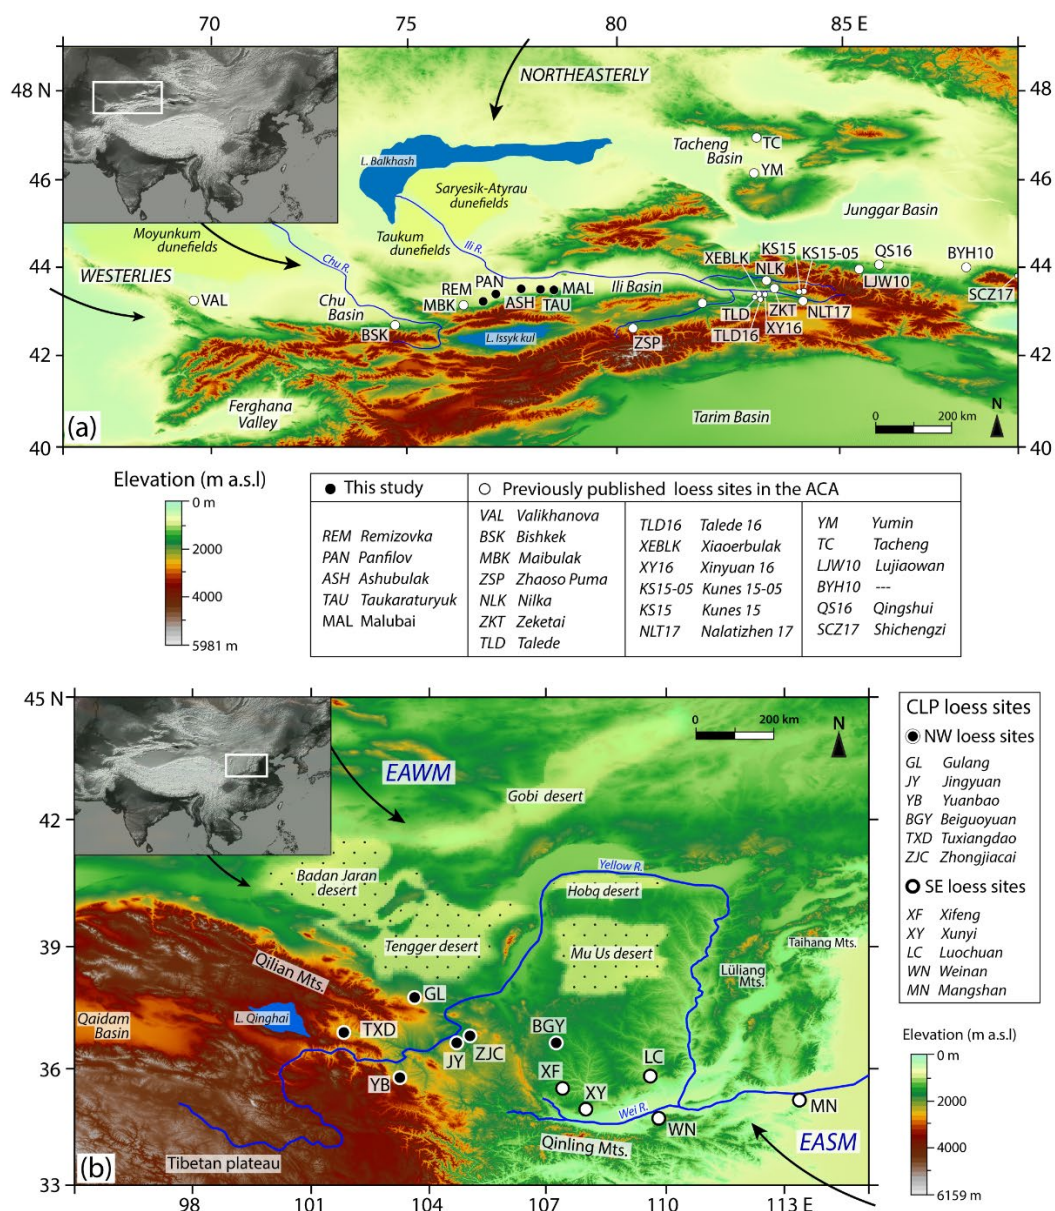 70 75 80 85 E
48 N 48
NORTHEASTERLY
L. Balkhash
Tacheng
Basin
TC
YM
46 46
Saryesik-Atyrau
dunefields
Taukum
dunefields
Junggar Basin
Moyunkum
dunefields
Ili R.
Chu R.
KS15 KS15-05
XEBLK
NLK
QS16
BYH10
LJW10
SCZ17
44 44
WESTERLIES
VAL
Chu
Basin
REM PAN
MBK ASH TAU MAL
Ili Basin
TLD ZKT NLT17
TLD16 XY16
BSK
L. Issyk kul
ZSP
42 42
Ferghana
Valley
Tarim Basin
0 200 km
N
(a)
40 40
Elevation (m a.s.l)
0 m
2000
4000
5981 m
This study
REM Remizovka
PAN Panfilov
ASH Ashubulak
TAU Taukaraturyuk
MAL Malubai
Previously published loess sites in the ACA
VAL Valikhanova
BSK Bishkek
MBK Maibulak
ZSP Zhaoso Puma
NLK Nilka
ZKT Zeketai
TLD Talede
TLD16 Talede 16
XEBLK Xiaoerbulak
XY16 Xinyuan 16
KS15-05 Kunes 15-05
KS15 Kunes 15
NLT17 Nalatizhen 17
YM Yumin
TC Tacheng
LJW10 Lujiaowan
BYH10 ---
QS16 Qingshui
SCZ17 Shichengzi
45 N
0 200 km
N
EAWM
Gobi desert
42
Badan Jaran
desert
Yellow R.
Hobq desert
39
Tengger desert
Mu Us desert
Taihang Mts.
Lüliang
Mts.
Qilian Mts.
GL
Qaidam
Basin
L. Qinghai
TXD
BGY
JY
ZJC
LC
36
YB
XF
XY
MN
Wei R.
WN
Qinling Mts.
EASM
(b)
Tibetan plateau
33
98 101 104 107 110 113 E
CLP loess sites
NW loess sites
GL Gulang
JY Jingyuan
YB Yuanbao
BGY Beiguoyuan
TXD Tuxiangdao
ZJC Zhongjiacai
SE loess sites
XF Xifeng
XY Xunyi
LC Luochuan
WN Weinan
MN Mangshan
Elevation (m a.s.l)
0 m
2000
4000
6159 m